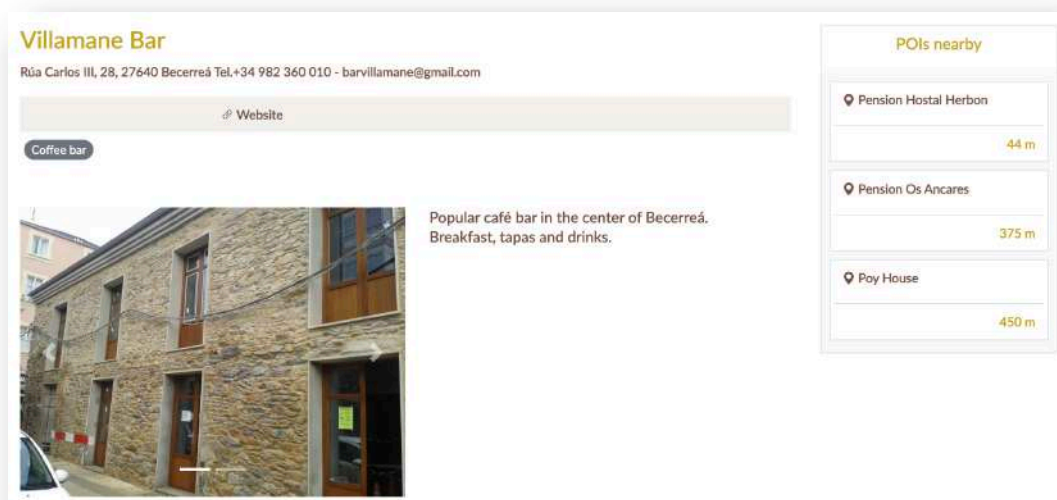 Villamane Bar
Rúa Carlos III, 28, 27640 Becerreá Tel.+34 982 360 010 - barvillamane@gmail.com
Website
Coffee bar
Popular café bar in the center of Becerreá.
Breakfast, tapas and drinks.
POIs nearby
Pension Hostal Herbon
44 m
Pension Os Ancares
375 m
Poy House
450 m